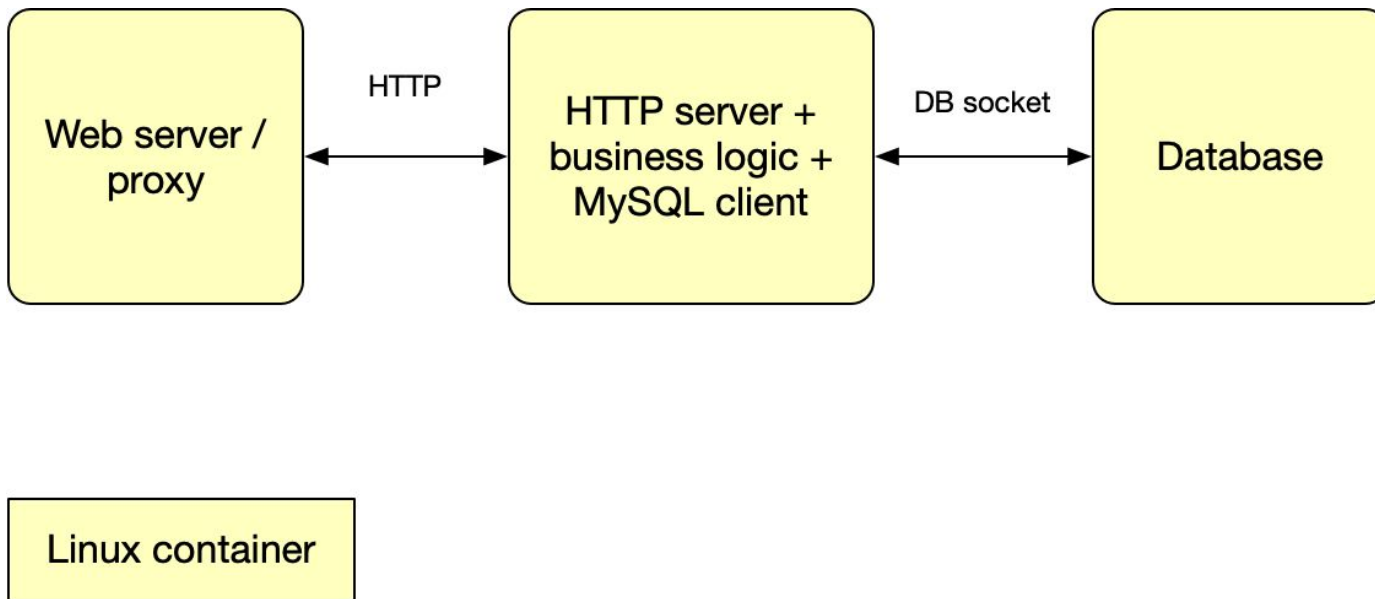 HTTP
Web server /
proxy
HTTP server +
business logic +
MySQL client
DB socket
Database
Linux container